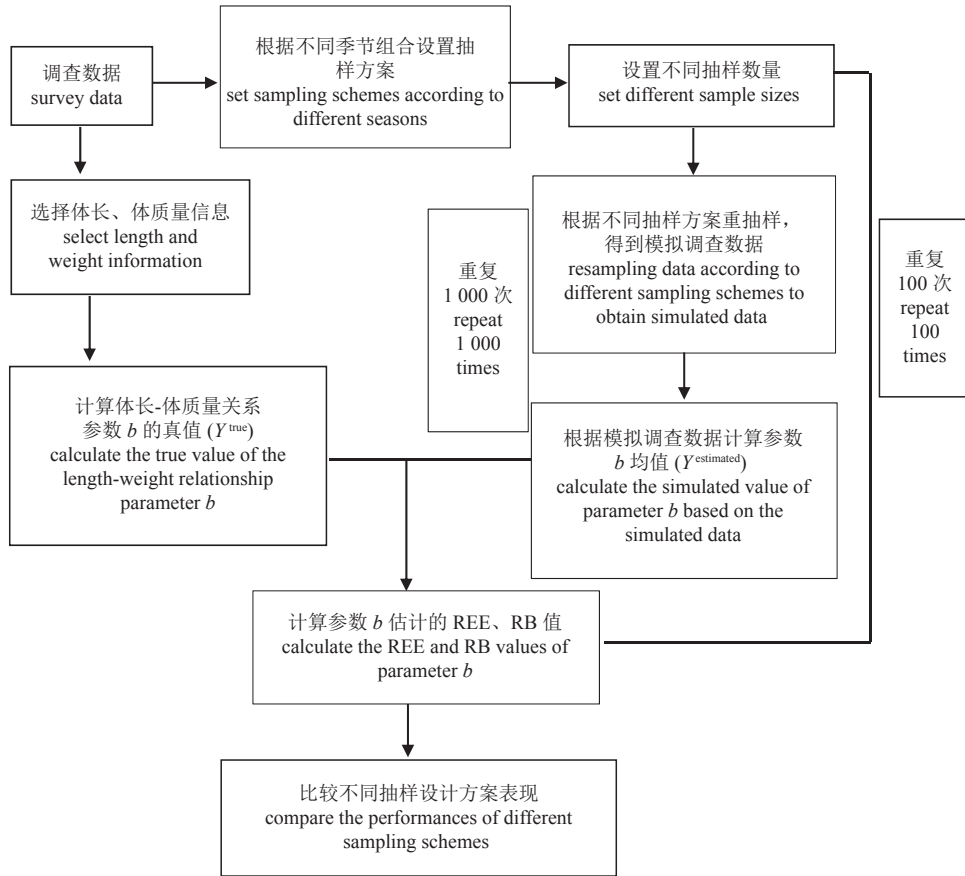 调查数据
survey data
根据不同季节组合设置抽
样方案
set sampling schemes according to
different seasons
设置不同抽样数量
set different sample sizes
选择体长、体质量信息
select length and
weight information
重复
1 000 次
repeat
1 000
times
根据不同抽样方案重抽样，
得到模拟调查数据
resampling data according to
different sampling schemes to
obtain simulated data
重复
100 次
repeat
100
times
计算体长-体质量关系
参数 b 的真值 (Y^true)
calculate the true value of the
length-weight relationship
parameter b
根据模拟调查数据计算参数
b 均值 (Y^estimated)
calculate the simulated value of
parameter b based on the
simulated data
计算参数 b 估计的 REE、RB 值
calculate the REE and RB values of
parameter b
比较不同抽样设计方案表现
compare the performances of different
sampling schemes